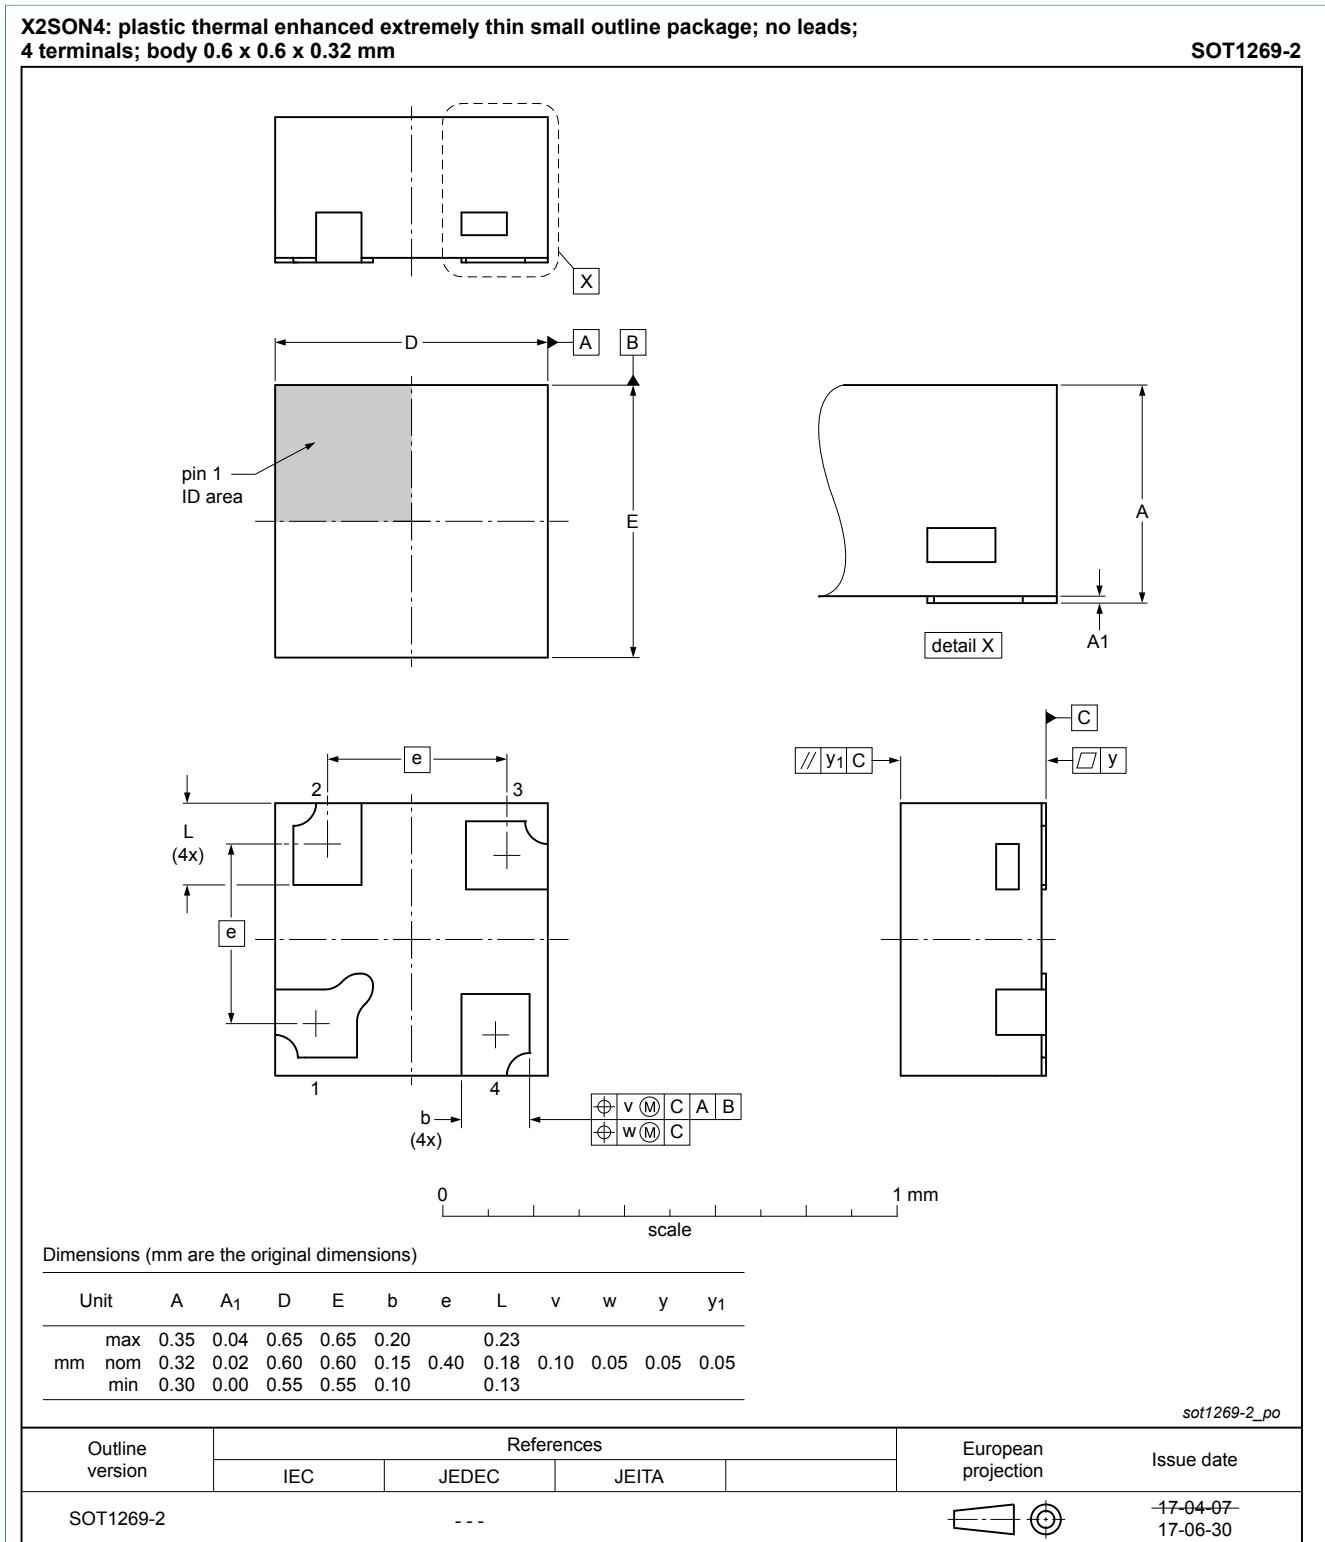 X2SON4: plastic thermal enhanced extremely thin small outline package; no leads;
4 terminals; body 0.6 x 0.6 x 0.32 mm SOT1269-2
X
D A B
pin 1
ID area
E
A
detail X A1
C
// y1 C
y
e
2 3
L
(4x)
e
1 4
b
(4x)
v M C A B
w M C
0 1 mm
scale
Dimensions (mm are the original dimensions)
Unit A A1 D E b e L v w y y1
max 0.35 0.04 0.65 0.65 0.20 0.23
mm nom 0.32 0.02 0.60 0.60 0.15 0.40 0.18 0.10 0.05 0.05 0.05
min 0.30 0.00 0.55 0.55 0.10 0.13
sot1269-2_po
Outline
version
References
IEC JEDEC JEITA
European
projection
Issue date
SOT1269-2 - - -
17-04-07
17-06-30